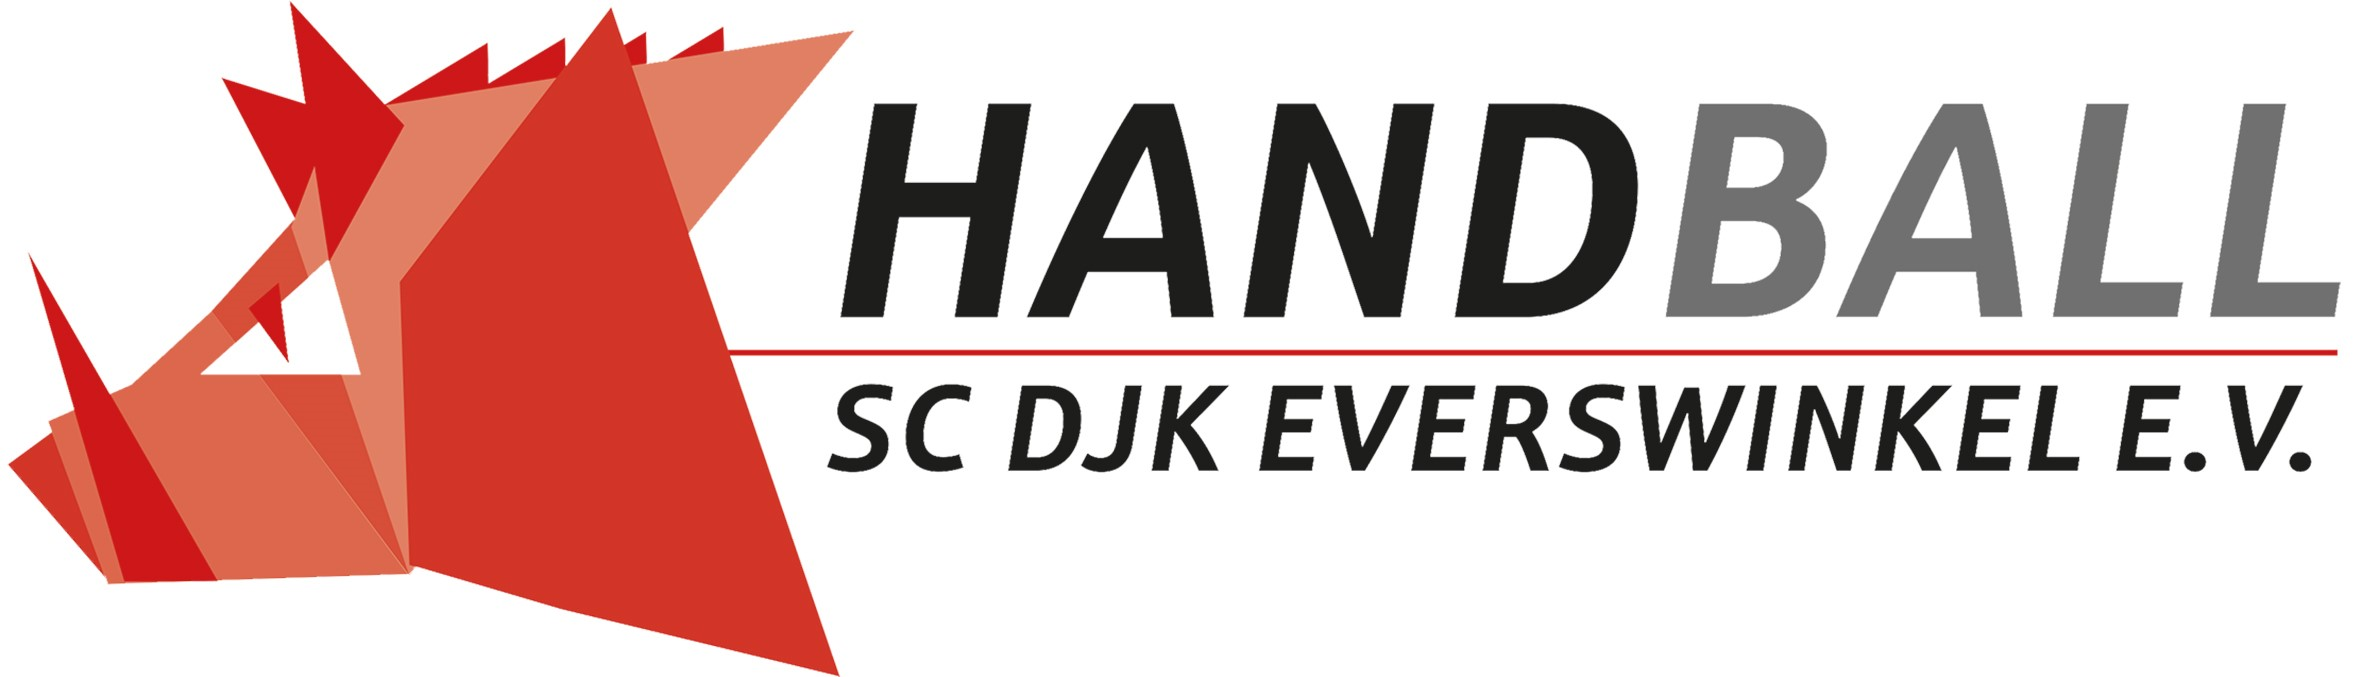 HANDBALL
SC DJK EVERSWINKEL E.V.